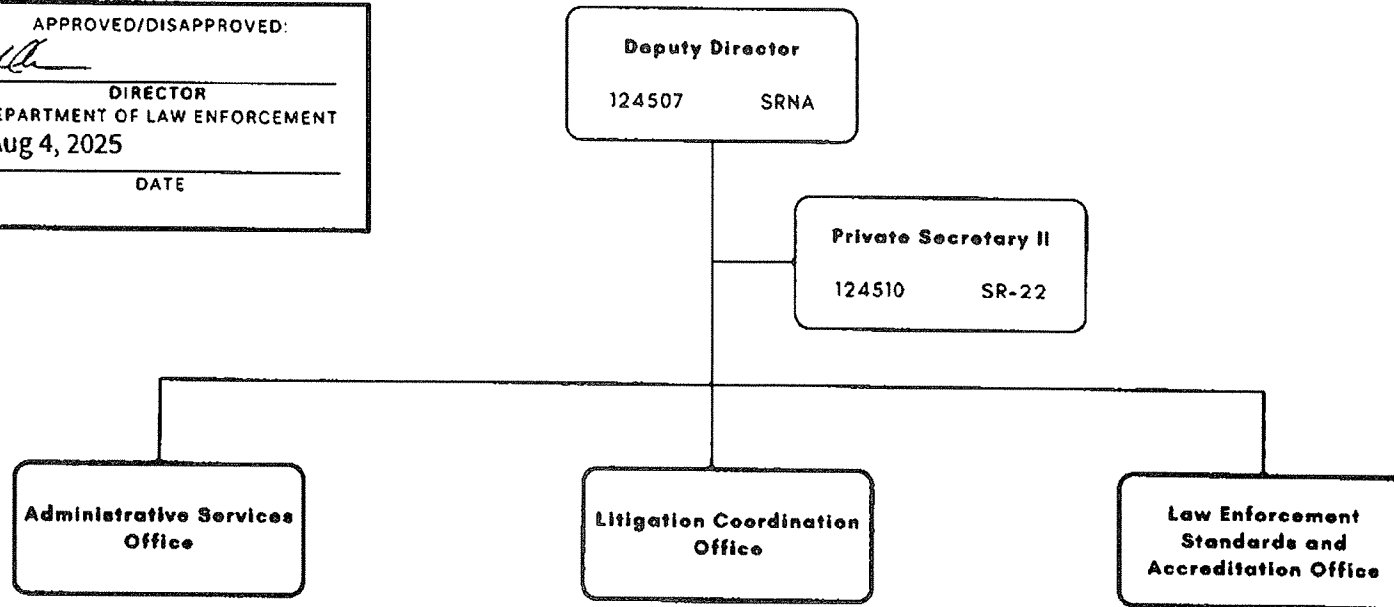 APPROVED/DISAPPROVED:
DIRECTOR
EPARTMENT OF LAW ENFORCEMENT
Aug 4, 2025
DATE
Deputy Director
124507 SRNA
Private Secretary II
124510 SR-22
Administrative Services
Office
Litigation Coordination
Office
Law Enforcement
Standards and
Accreditation Office